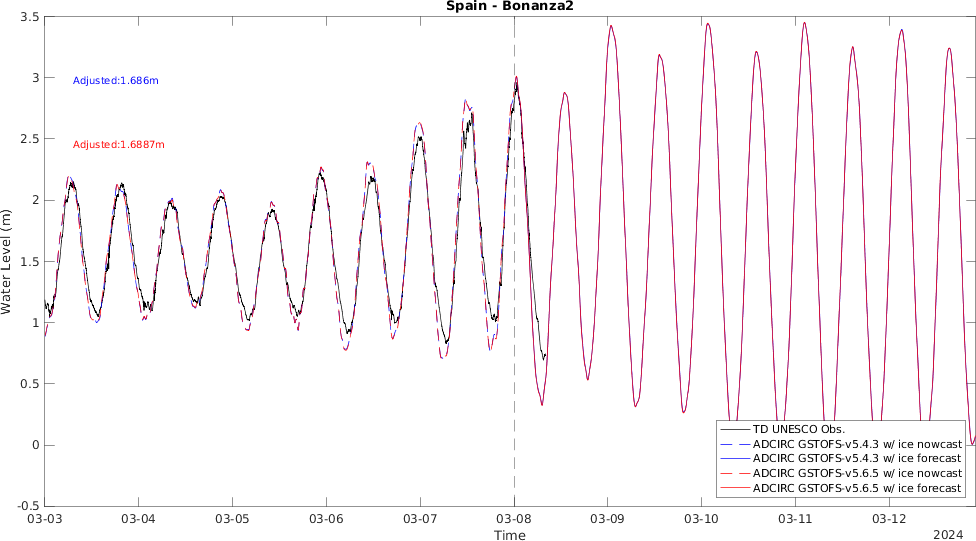 Spain - Bonanza2
3.5
3
2.5
2
1.5
1
0.5
0
-0.5
Water Level (m)
Adjusted:1.686m
Adjusted:1.6887m
TD UNESCO Obs.
ADCIRC GSTOFS-v5.4.3 w/ ice nowcast
ADCIRC GSTOFS-v5.4.3 w/ ice forecast
ADCIRC GSTOFS-v5.6.5 w/ ice nowcast
ADCIRC GSTOFS-v5.6.5 w/ ice forecast
03-03 03-04 03-05 03-06 03-07 03-08 03-09 03-10 03-11 03-12
Time
2024